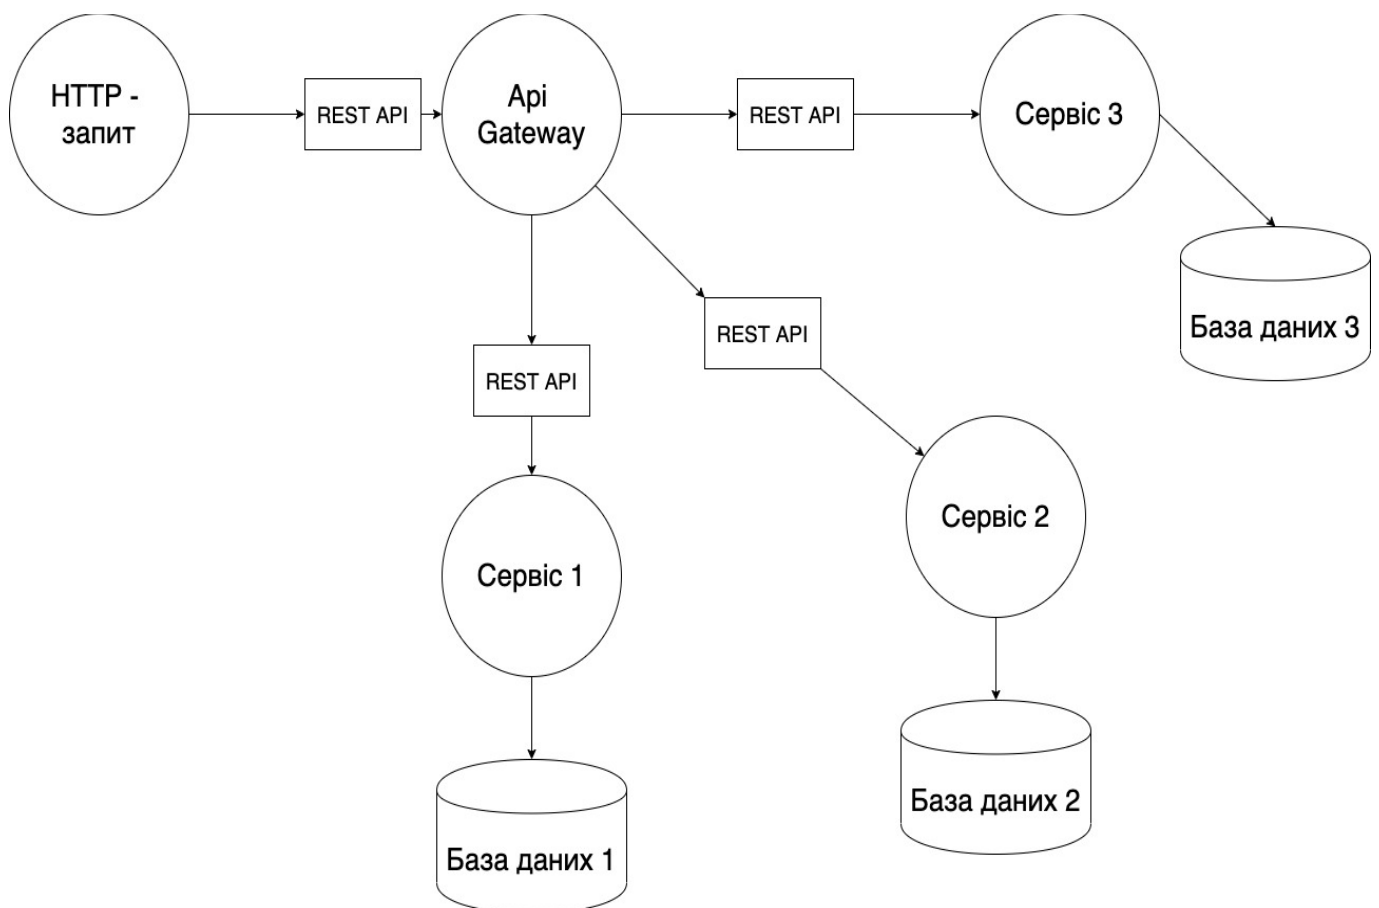 HTTP -
запит
REST API
Api
Gateway
REST API
Сервіс 3
База даних 3
REST API
REST API
Сервіс 2
Сервіс 1
База даних 2
База даних 1